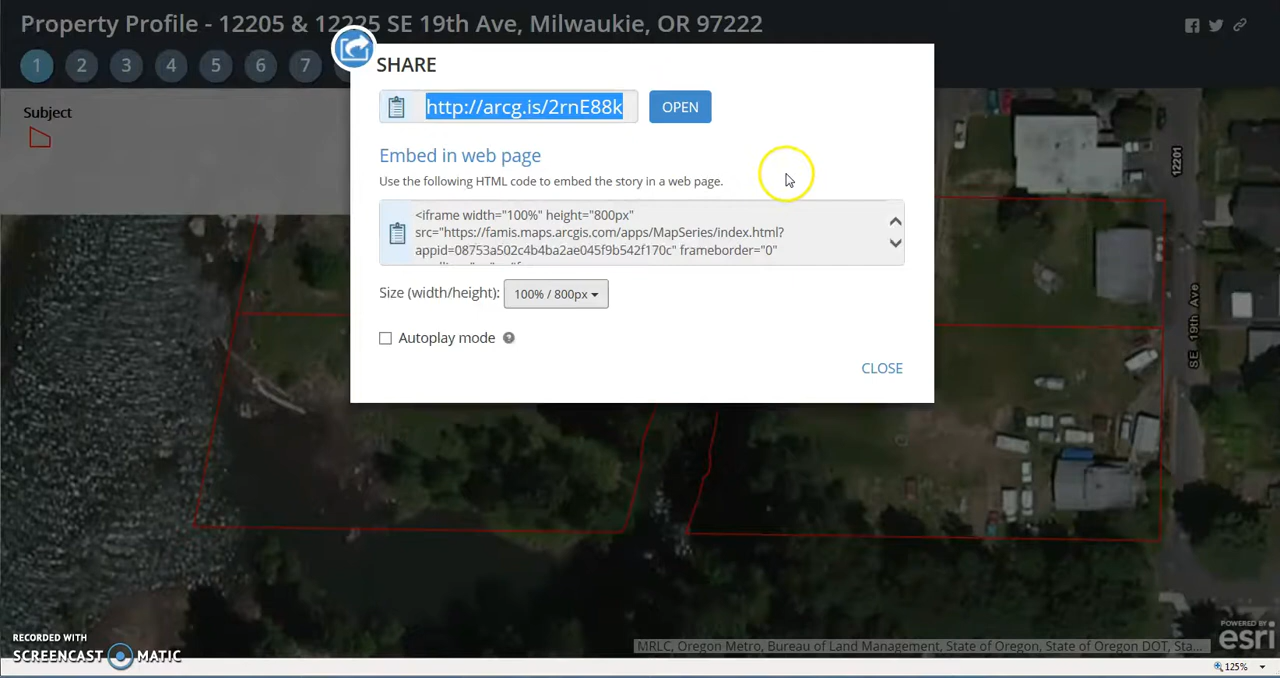 Property Profile - 12205 & 12225 SE 19th Ave, Milwaukie, OR 97222
1 2 3 4 5 6 7
SHARE
Subject
http://arcg.is/2rnE88k
OPEN
Embed in web page
Use the following HTML code to embed the story in a web page.
<iframe width="100%" height="800px"
src="https://famis.maps.arcgis.com/apps/MapSeries/index.html?
appid=08753a502c4b4ba2ae045f9b542f170c" frameborder="0"
Size (width/height):
100% / 800px
Autoplay mode
CLOSE
12201
SE 19th Ave
RECORDED WITH
SCREENCAST MATIC
MRLC, Oregon Metro, Bureau of Land Management, State of Oregon, State of Oregon DOT, Sta...
POWERED BY
esri
125%